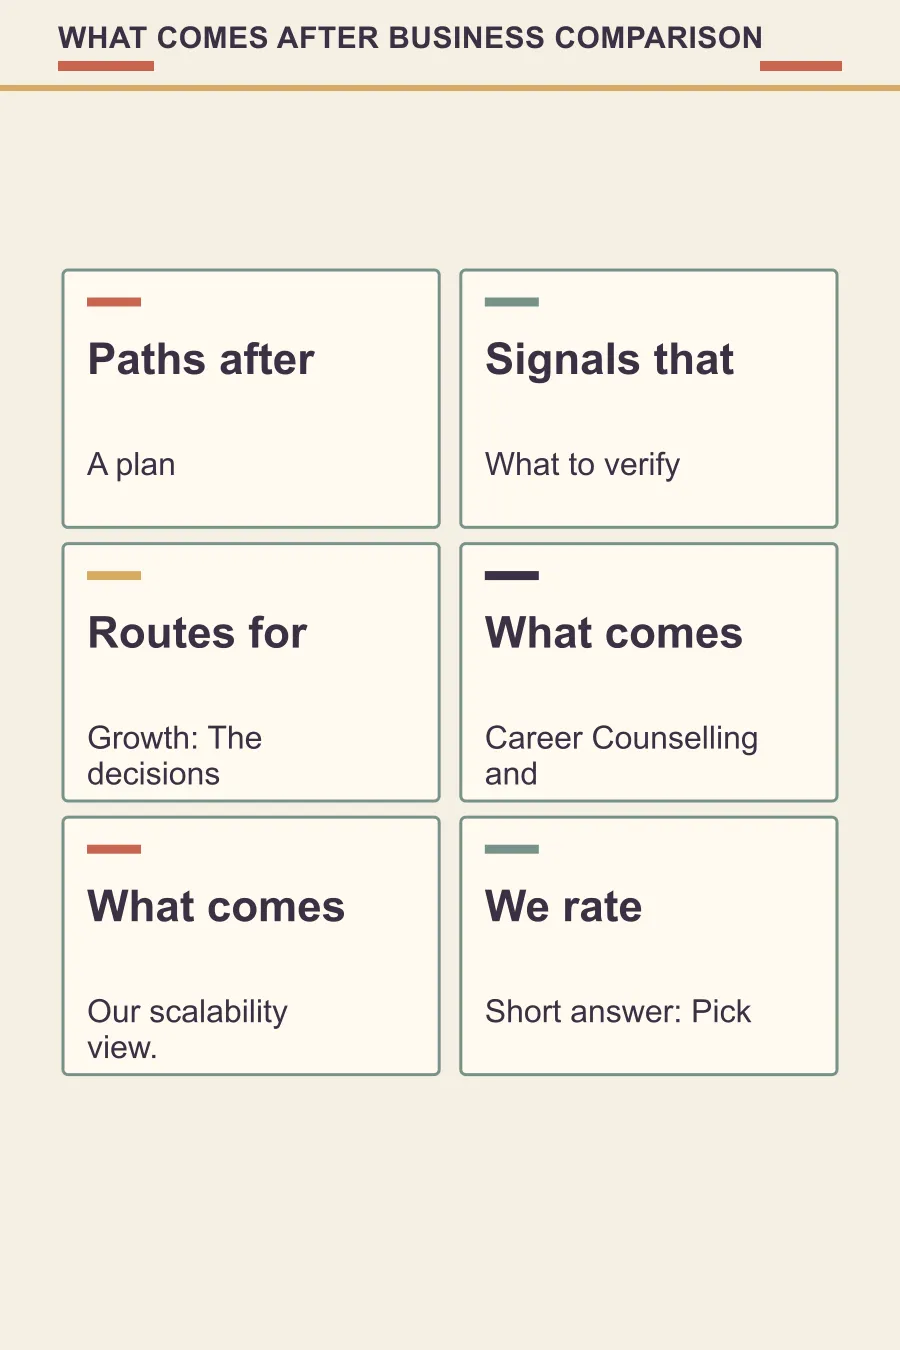 WHAT COMES AFTER BUSINESS COMPARISON
Paths after
A plan
Signals that
What to verify
Routes for
Growth: The
decisions
What comes
Career Counselling
and
What comes
Our scalability
view.
We rate
Short answer: Pick